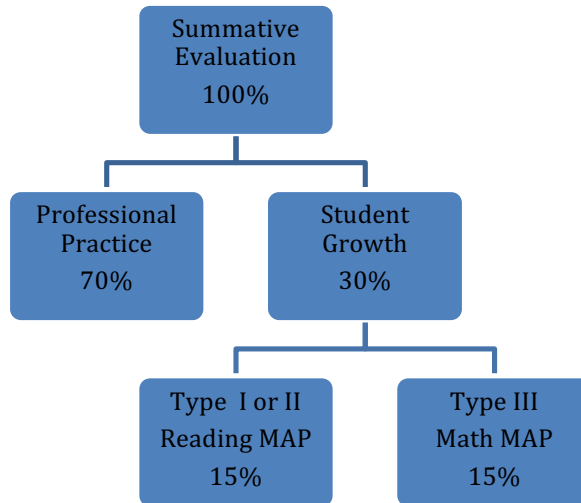 Summative
Evaluation
100%
Professional
Practice
70%
Student
Growth
30%
Type I or II
Reading MAP
15%
Type III
Math MAP
15%